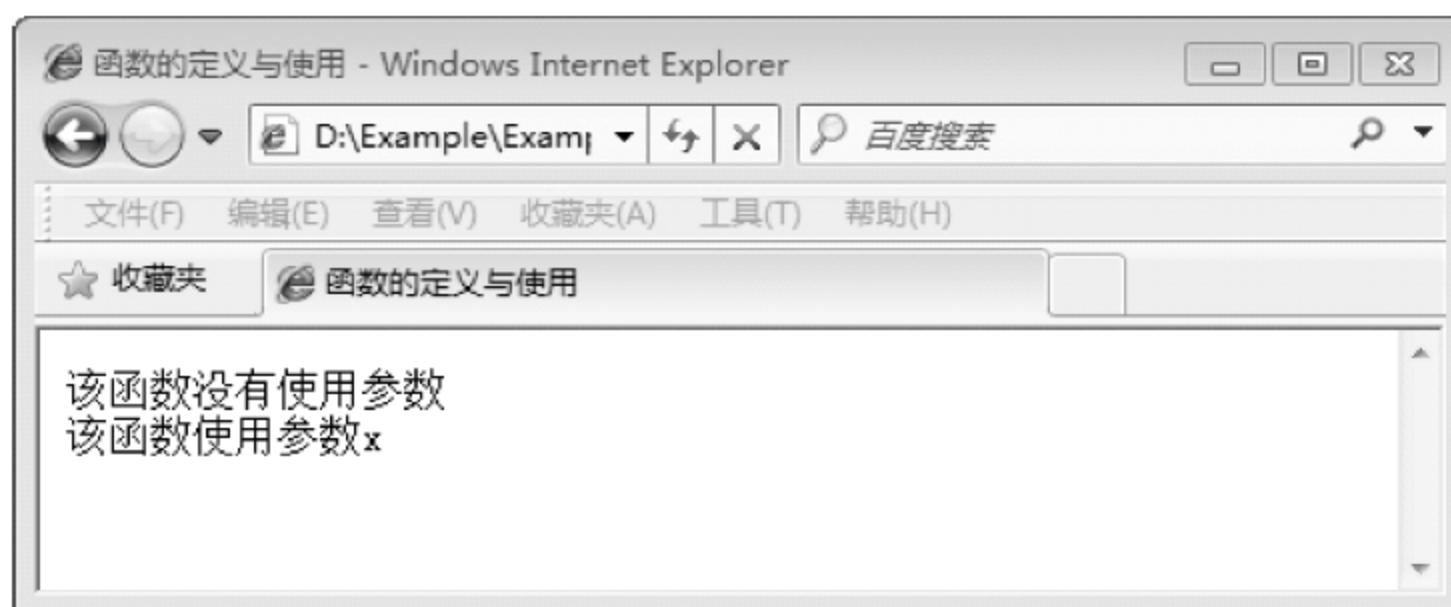 函数的定义与使用 - Windows Internet Explorer
D:\Example\Examp 百度搜索
文件(F) 编辑(E) 查看(V) 收藏夹(A) 工具(T) 帮助(H)
收藏夹 函数的定义与使用
该函数没有使用参数
该函数使用参数x